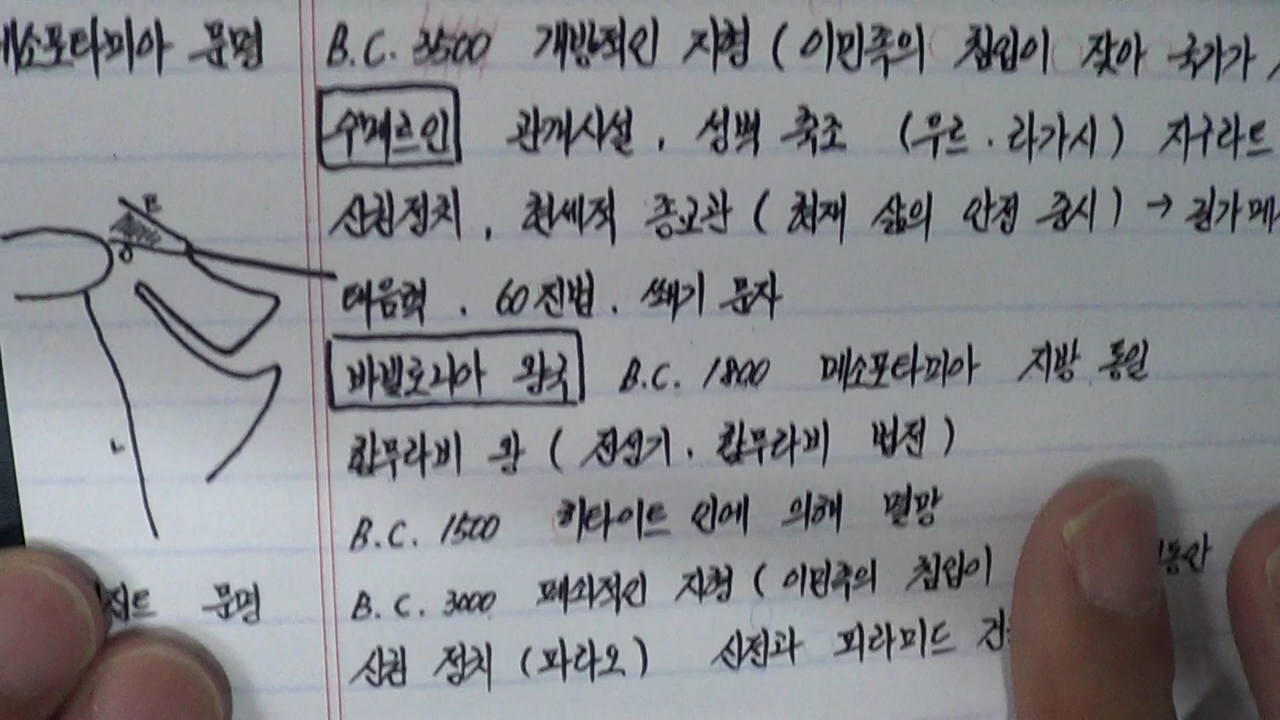 메소포타미아 문명 B.C. 3500 개방적인 지형 ( 이민족의 침입이 잦아 국가가
수메르인 관개시설 , 성벽 축조 ( 우르 · 라가시 ) 지구라트
신권정치 , 현세적 종교관 ( 현재 삶의 안정 중시 ) → 길가메
태음력 . 60진법 . 쐐기 문자
바빌로니아 왕국 B.C. 1800 메소포타미아 지방 통일
함무라비 왕 ( 전성기 . 함무라비 법전 )
B.C. 1500 히타이트 인에 의해 멸망
집트 문명 B.C. 3000 폐쇄적인 지형 ( 이민족의 침입이 동안
신권 정치 ( 파라오 ) 신전과 피라미드